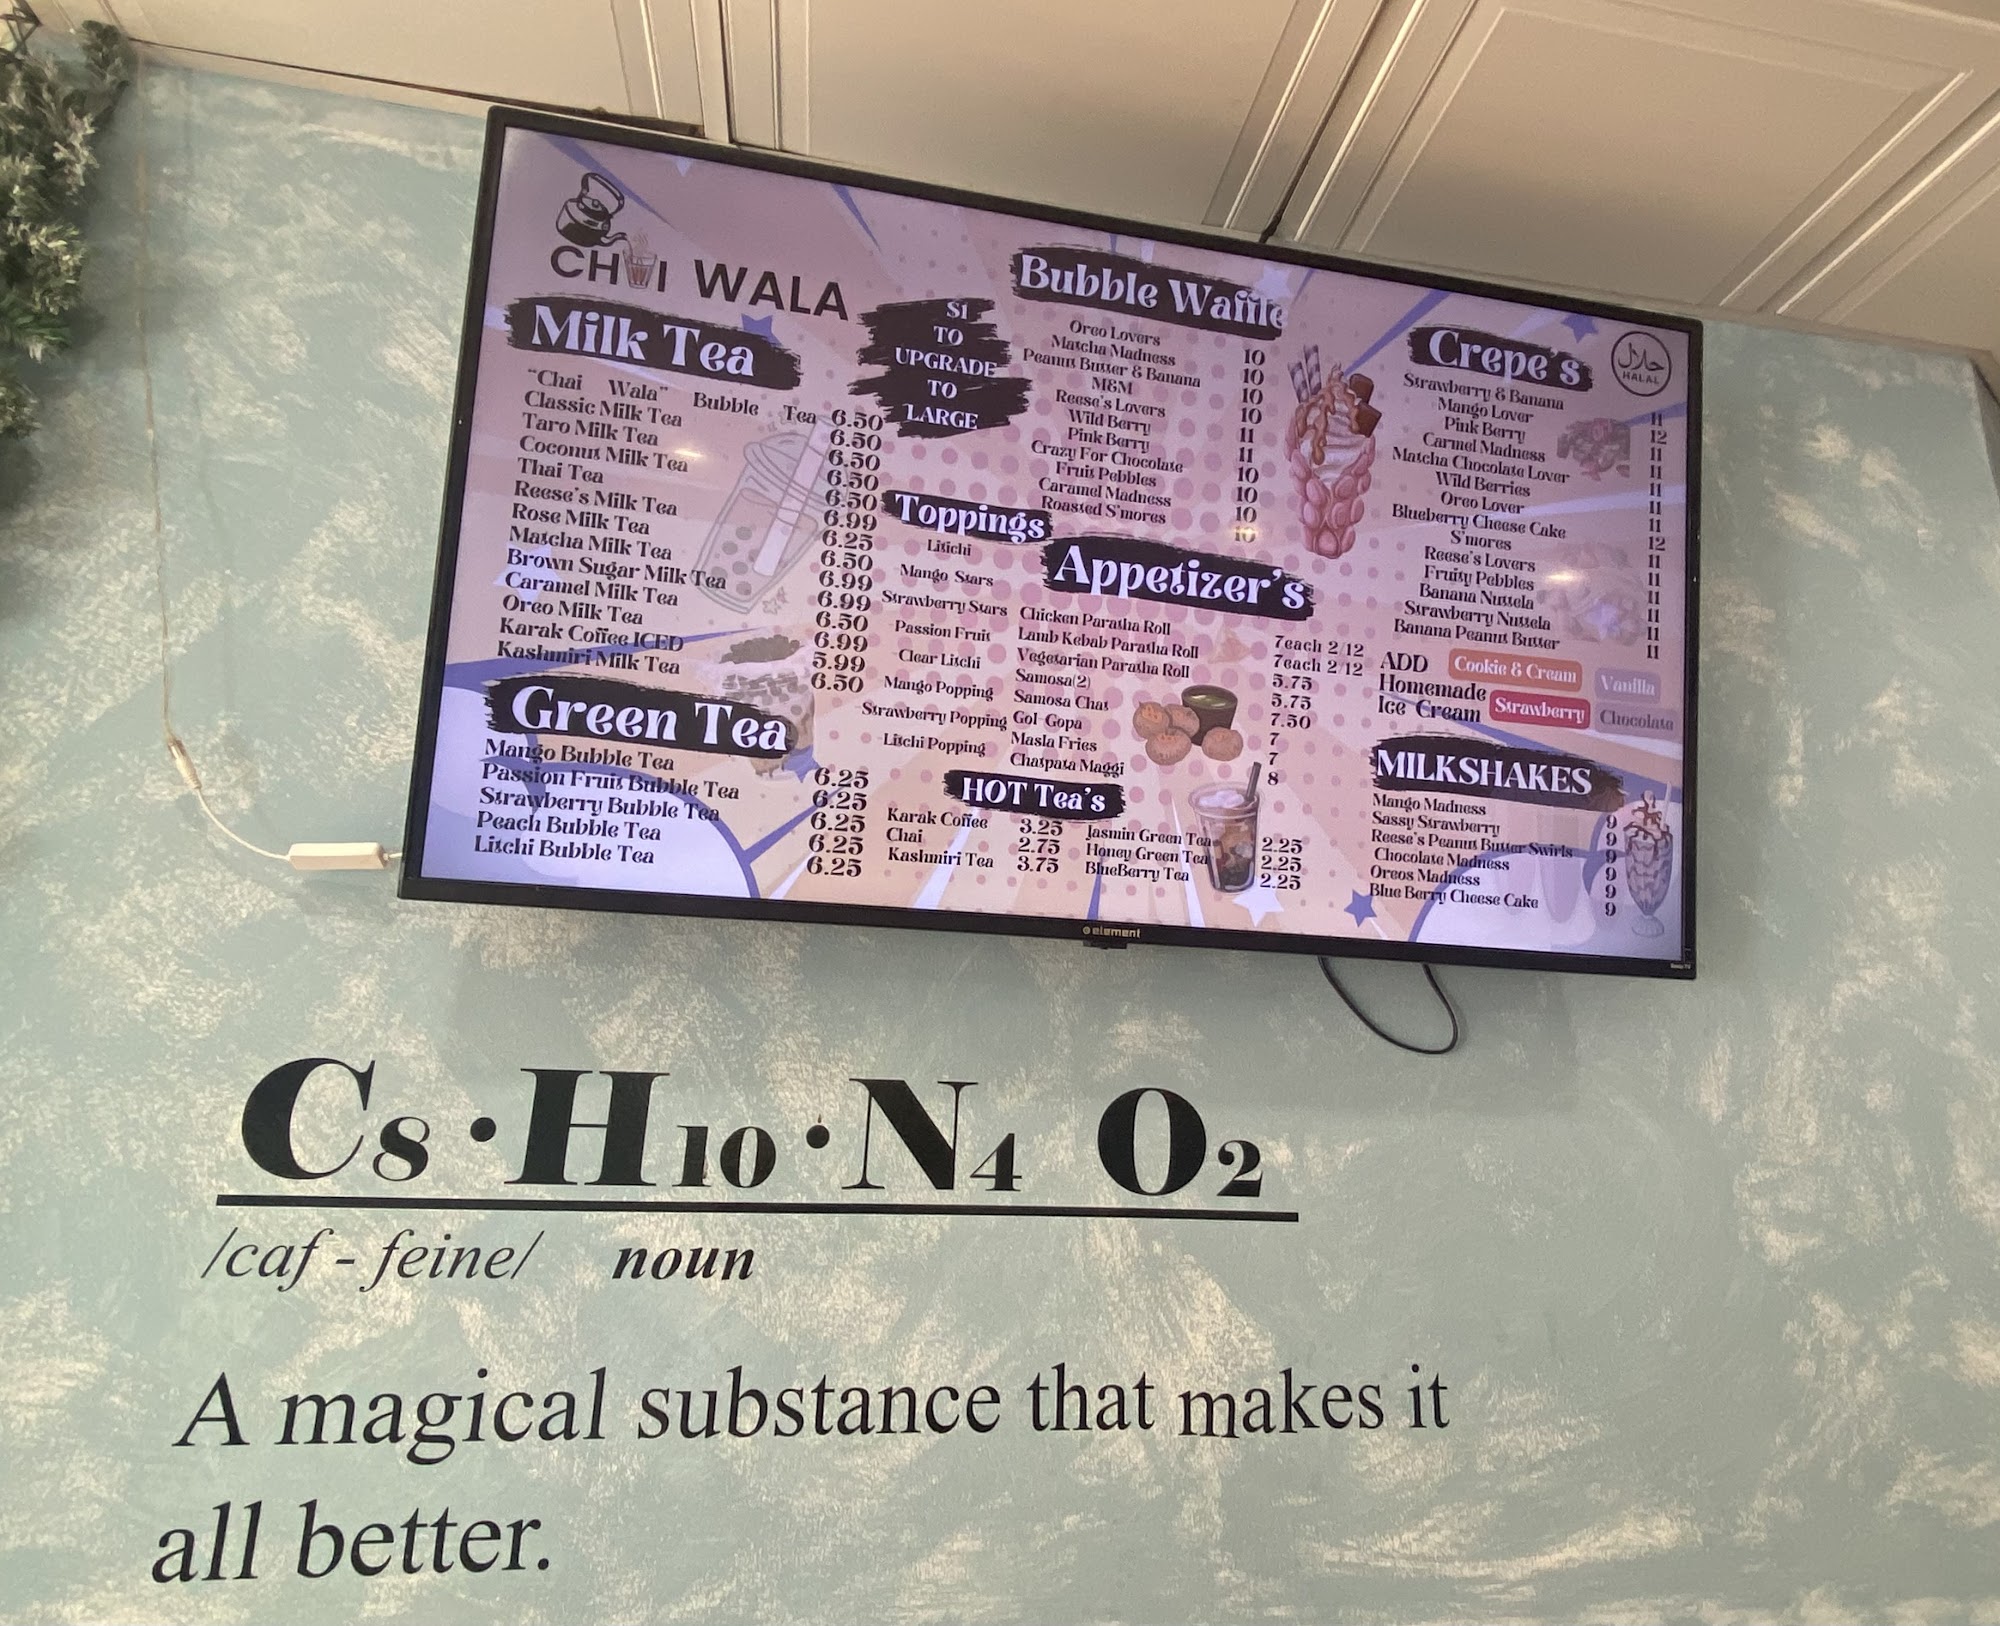 CHAI WALA
Milk Tea
"Chai Wala" Bubble Tea 6.50
Classic Milk Tea 6.50
Taro Milk Tea 6.50
Coconut Milk Tea 6.50
Thai Tea 6.50
Reese's Milk Tea 6.99
Rose Milk Tea 6.25
Matcha Milk Tea 6.50
Brown Sugar Milk Tea 6.99
Caramel Milk Tea 6.99
Oreo Milk Tea 6.50
Karak Coffee ICED 6.99
Kashmiri Milk Tea 5.99
6.50
Green Tea
Mango Bubble Tea 6.25
Passion Fruit Bubble Tea 6.25
Strawberry Bubble Tea 6.25
Peach Bubble Tea 6.25
Litchi Bubble Tea 6.25
$1
TO
UPGRADE
TO
LARGE
Toppings
Litichi
Mango Stars
Strawberry Stars
Passion Fruit
Clear Litchi
Mango Popping
Strawberry Popping
Litchi Popping
Bubble Waffle
Oreo Lovers 10
Matcha Madness 10
Peanut Butter & Banana 10
M&M 10
Reese's Lovers 11
Wild Berry 11
Pink Berry 10
Crazy For Chocolate 10
Fruit Pebbles 10
Caramel Madness 10
Roasted S'mores
Appetizer's
Chicken Paratha Roll 7each 2/12
Lamb Kebab Paratha Roll 7each 2/12
Vegetarian Paratha Roll 5.75
Samosa(2) 5.75
Samosa Chat 7.50
Gol-Gopa 7
Masla Fries 7
Chatpata Maggi 8
HOT Tea's
Karak Coffee 3.25
Chai 2.75
Kashmiri Tea 3.75
Jasmin Green Tea 2.25
Honey Green Tea 2.25
BlueBerry Tea 2.25
Crepe's
حلال
HALAL
Strawberry & Banana 11
Mango Lover 12
Pink Berry 11
Carmel Madness 11
Matcha Chocolate Lover 11
Wild Berries 11
Oreo Lover 11
Blueberry Cheese Cake 12
S'mores 11
Reese's Lovers 11
Fruity Pebbles 11
Banana Nuttela 11
Strawberry Nuttela 11
Banana Peanut Butter 11
ADD
Homemade
Ice Cream
Cookie & Cream
Vanilla
Strawberry
Chocolate
MILKSHAKES
Mango Madness 9
Sassy Strawberry 9
Reese's Peanut Butter Swirls 9
Chocolate Madness 9
Oreos Madness 9
Blue Berry Cheese Cake 9
element
C8·H10·N4 O2
/caf - feine/ noun
A magical substance that makes it
all better.